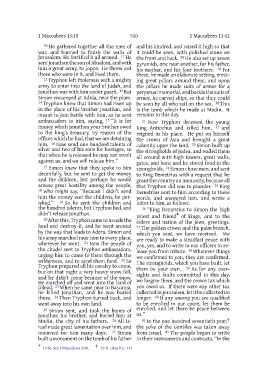 1 Maccabees 13:10
500
1 Maccabees 13:42
10 He gathered together all the men of
war, and hurried to finish the walls of
Jerusalem. He fortified it all around. 11 He
sent Jonathan the son of Absalom, and with
him a great army, to Joppa. He threw out
those who were in it, and lived there.
12 Tryphon left Ptolemais with a mighty
army to enter into the land of Judah, and
Jonathan was with him under guard. 13 But
Simon encamped at Adida, near the plain.
14 Tryphon knew that Simon had risen up
in the place of his brother Jonathan, and
meant to join battle with him, so he sent
ambassadors to him, saying, 15 “It is for
money which Jonathan your brother owed
to the king’s treasury, by reason of the
offices which he had, that we are detaining
him. 16 Now send one hundred talents of
silver and two of his sons for hostages, so
that when he is released he may not revolt
against us, and we will release him.”
17 Simon knew that they spoke to him
deceitfully, but he sent to get the money
and the children, lest perhaps he would
arouse great hostility among the people,
18 who might say, “Because I didn’t send
him the money and the children, he per-
ished.” 19 So he sent the children and
the hundred talents, but Tryphon lied, and
didn’t release Jonathan.
20 After this, Tryphon came to invade the
land and destroy it, and he went around
by the way that leads to Adora. Simon and
his army marched near him to every place,
wherever he went. 21 Now the people of
the citadel sent to Tryphon ambassadors,
urging him to come to them through the
wilderness, and to send them food. 22 So
Tryphon prepared all his cavalry to come,
but on that night a very heavy snow fell,
and he didn’t come because of the snow.
He marched off and went into the land of
Gilead. 23 When he came near to Bascama,
he killed Jonathan, and he was buried
there. 24 Then Tryphon turned back, and
went away into his own land.
25 Simon sent, and took the bones of
Jonathan his brother, and buried him at
Modin, the city of his fathers. 26 All Is-
rael made great lamentation over him, and
mourned for him many days. 27 Simon
built a monument on the tomb of his father
and his kindred, and raised it high so that
it could be seen, with polished stone on
the front and back. 28 He also set up seven
pyramids, one near another, for his father,
his mother, and his four brothers. 29 For
these, he made an elaborate setting, erect-
ing great pillars around them, and upon
the pillars he made suits of armor for a
perpetual memorial, and beside the suits of
armor, he carved ships, so that they could
be seen by all who sail on the sea. 30 This
is the tomb which he made at Modin. It
remains to this day.
31 Now Tryphon deceived the young
king Antiochus and killed him, 32 and
reigned in his place. He put on himself
the crown of Asia and brought a great
calamity upon the land. 33 Simon built up
the strongholds of Judea, and walled them
all around with high towers, great walls,
gates, and bars; and he stored food in the
strongholds. 34 Simon chose men, and sent
to King Demetrius with a request that he
grant the country an immunity, because all
that Tryphon did was to plunder. 35 King
Demetrius sent to him according to these
words, and answered him, and wrote a
letter to him, as follows:
36 “King Demetrius to Simon the high
priest and friend of kings, and to the
elders and nation of the Jews, greetings.
37 The golden crown and the palm branch,
which you sent, we have received. We
are ready to make a steadfast peace with
you, yes, and to write to our officers to re-
lease you from tribute. 38 Whatever things
we confirmed to you, they are confirmed.
The strongholds, which you have built, let
them be your own. 39 As for any over-
sights and faults committed to this day,
we forgive them, and the crown tax which
you owed us. If there were any other tax
collected in Jerusalem, let it be collected no
longer. 40 If any among you are qualified
to be enrolled in our court, let them be
enrolled, and let there be peace between
us.”
41 In the one hundred seventieth year,
the yoke of the Gentiles was taken away
from Israel. 42 The people began to write
in their instruments and contracts, “In the